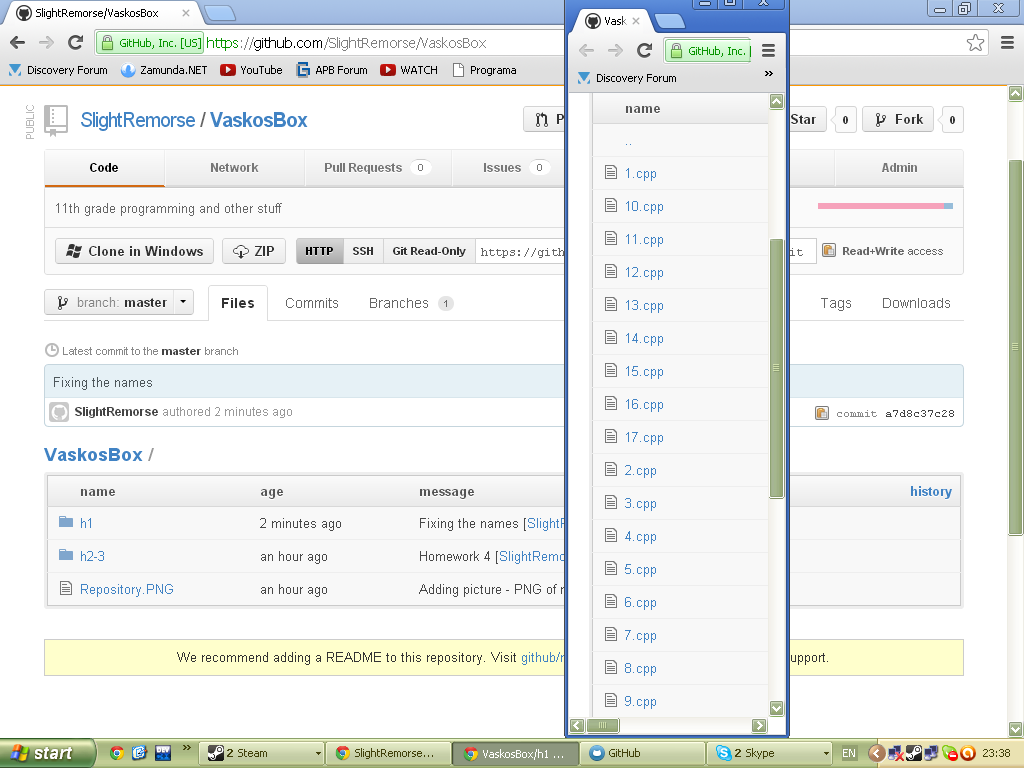 SlightRemorse/VaskosBox
GitHub, Inc. [US] https://github.com/SlightRemorse/VaskosBox
Discovery Forum Zamunda.NET YouTube APB Forum WATCH Programa
PUBLIC
SlightRemorse / VaskosBox
Star 0 Fork 0
Code Network Pull Requests 0 Issues 0 Admin
11th grade programming and other stuff
Clone in Windows ZIP HTTP SSH Git Read-Only Read+Write access
branch: master Files Commits Branches 1 Tags Downloads
Latest commit to the master branch
Fixing the names
SlightRemorse authored 2 minutes ago commit a7d8c37c28
VaskosBox /
name age message history
h1 2 minutes ago Fixing the names [SlightR
h2-3 an hour ago Homework 4 [SlightRemo
Repository.PNG an hour ago Adding picture - PNG of
We recommend adding a README to this repository. Visit github/
upport.
Vask
GitHub, Inc.
Discovery Forum »
name
..
1.cpp
10.cpp
11.cpp
12.cpp
13.cpp
14.cpp
15.cpp
16.cpp
17.cpp
2.cpp
3.cpp
4.cpp
5.cpp
6.cpp
7.cpp
8.cpp
9.cpp
start » 2 Steam SlightRemorse... VaskosBox/h1 ... GitHub 2 Skype EN 23:38